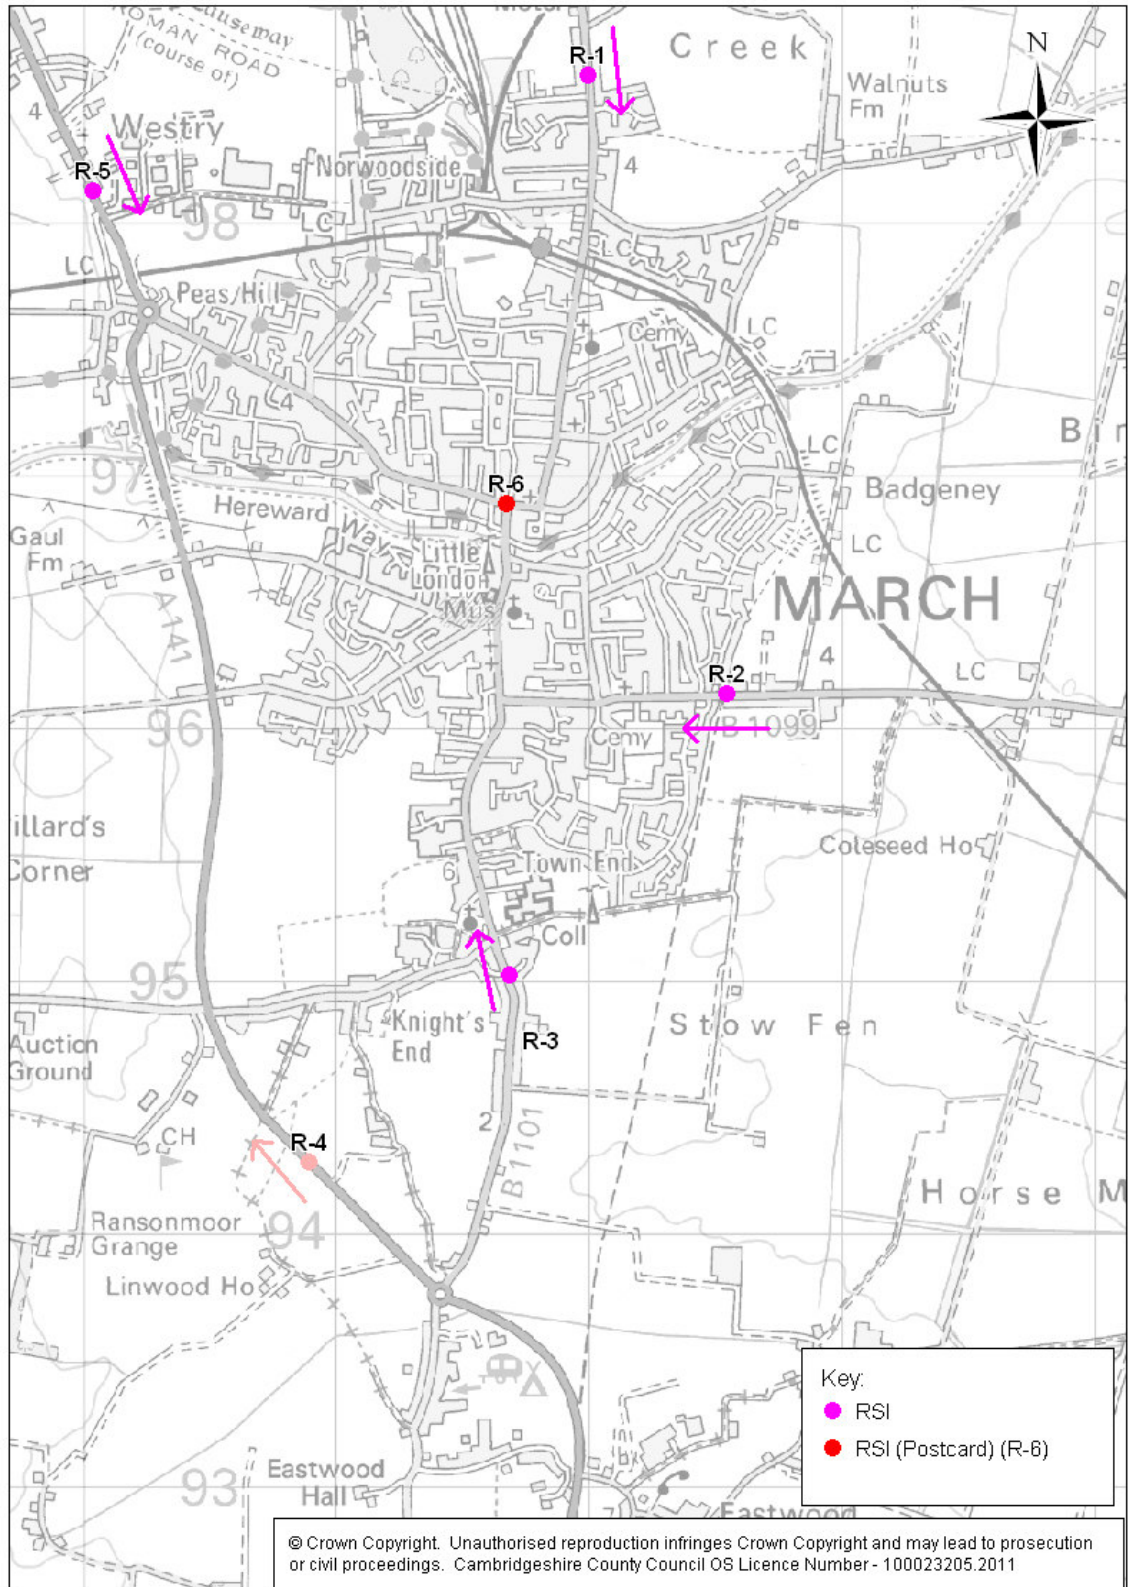 Causeway
ROMAN ROAD
(course of)
R-1
Creek
N
Walnuts
Fm
4
Westry
R-5
Norwoodside
4
98
LC
LC
LC
Peas Hill
Cemy
LC
4
97
R-6
LC
Bir
Hereward Way
Badgeney
Gaul
Fm
Little
London
LC
Mus
MARCH
A141
R-2
4
LC
96
Cemy
B1099
illard's
Corner
Town End
Coleseed Ho
6
Coll
95
Knight's
End
R-3
Stow Fen
Auction
Ground
CH
R-4
2
B1101
Horse M
Ransonmoor
Grange
94
Linwood Ho
Key:
RSI
RSI (Postcard) (R-6)
Eastwood
Hall
93
Eastwood
© Crown Copyright. Unauthorised reproduction infringes Crown Copyright and may lead to prosecution
or civil proceedings. Cambridgeshire County Council OS Licence Number - 100023205.2011